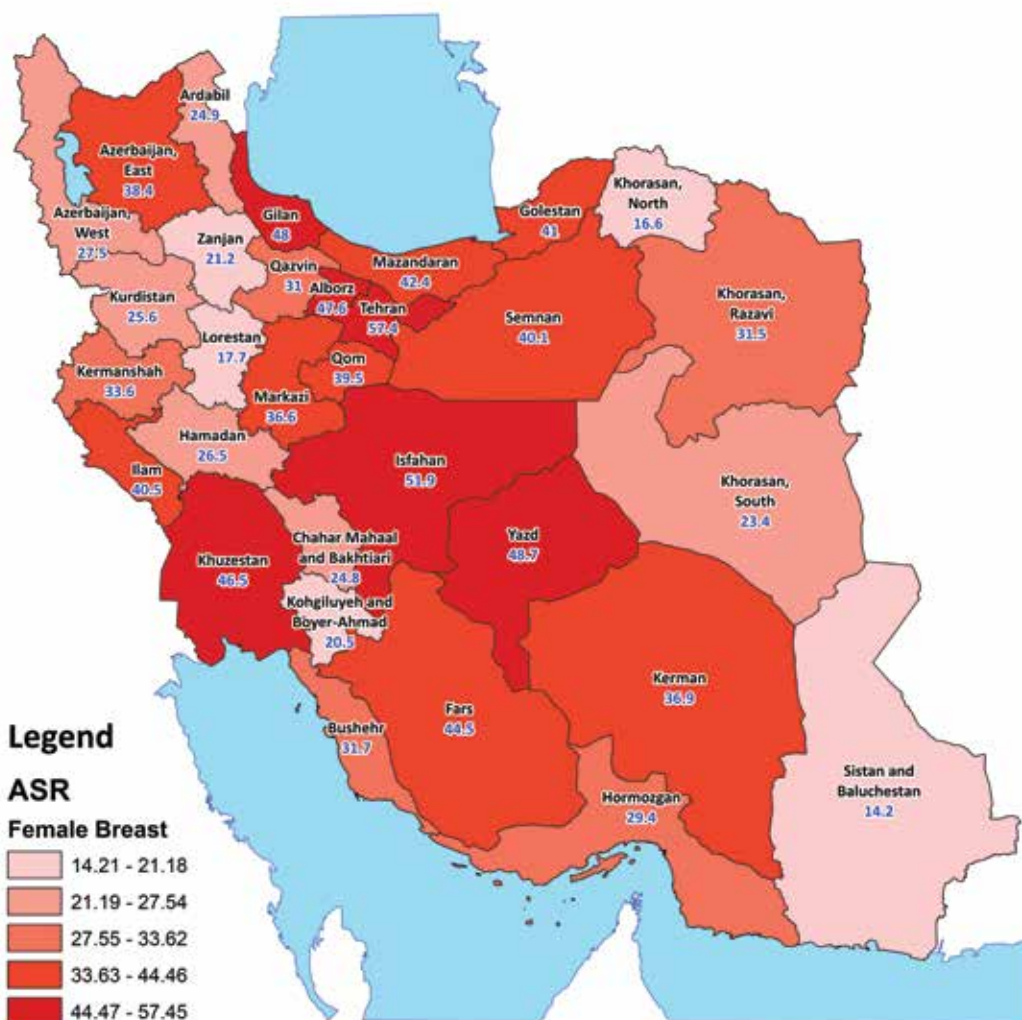 Ardabil
24.9
Azerbaijan,
East
38.4
Azerbaijan,
West
27.5
Gilan
48
Zanjan
21.2
Golestan
41
Khorasan,
North
16.6
Mazandaran
42.4
Qazvin
31
Alborz
47.6
Tehran
57.4
Kurdistan
25.6
Semnan
40.1
Khorasan,
Razavi
31.5
Lorestan
17.7
Kermanshah
33.6
Qom
39.5
Markazi
36.6
Hamadan
26.5
Ilam
40.5
Isfahan
51.9
Khorasan,
South
23.4
Yazd
48.7
Khuzestan
46.5
Chahar Mahaal
and Bakhtiari
24.8
Kohgiluyeh and
Boyer-Ahmad
20.5
Kerman
36.9
Fars
44.5
Bushehr
31.7
Hormozgan
29.4
Sistan and
Baluchestan
14.2
Legend
ASR
Female Breast
14.21 - 21.18
21.19 - 27.54
27.55 - 33.62
33.63 - 44.46
44.47 - 57.45